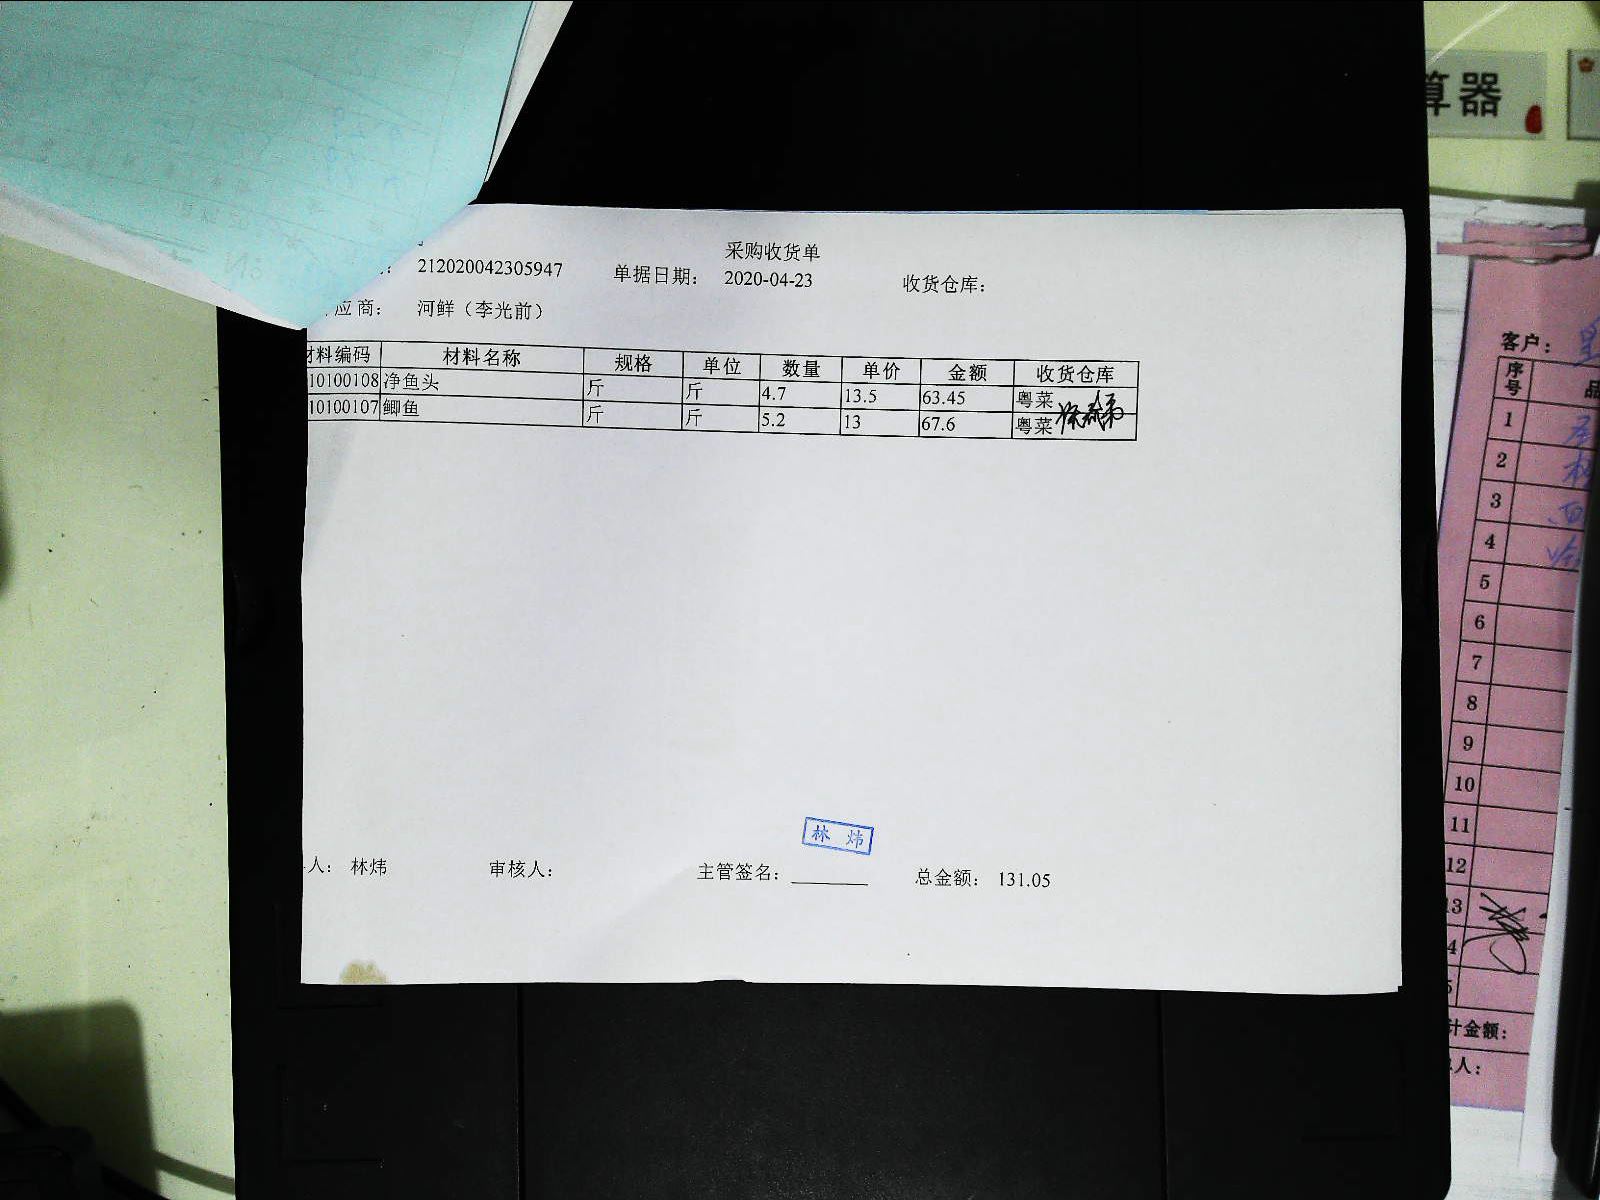 采购收货单
212020042305947 单据日期： 2020-04-23 收货仓库：
应商： 河鲜（李光前）
材料编码 材料名称 规格 单位 数量 单价 金额 收货仓库
10100108 净鱼头 斤 斤 4.7 13.5 63.45 粤菜
10100107 鲫鱼 斤 斤 5.2 13 67.6 粤菜
林炜
人： 林炜 审核人： 主管签名： 总金额： 131.05
算器
客户：
序号 品
1
2
3
4
5
6
7
8
9
10
11
12
13
4
5
计金额：
人：